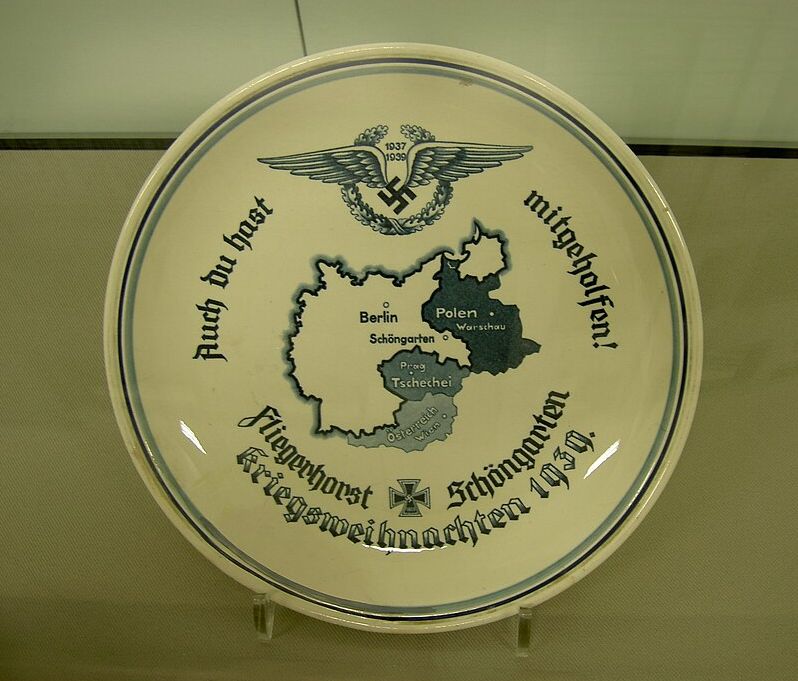 1937
1939
Auch du hast
mitgeholfen!
Berlin
Polen
Warschau
Schöngarten
Prag
Tschechei
Österreich
Wien
Fliegerhorst Schöngarten
Kriegsweihnachten 1939.